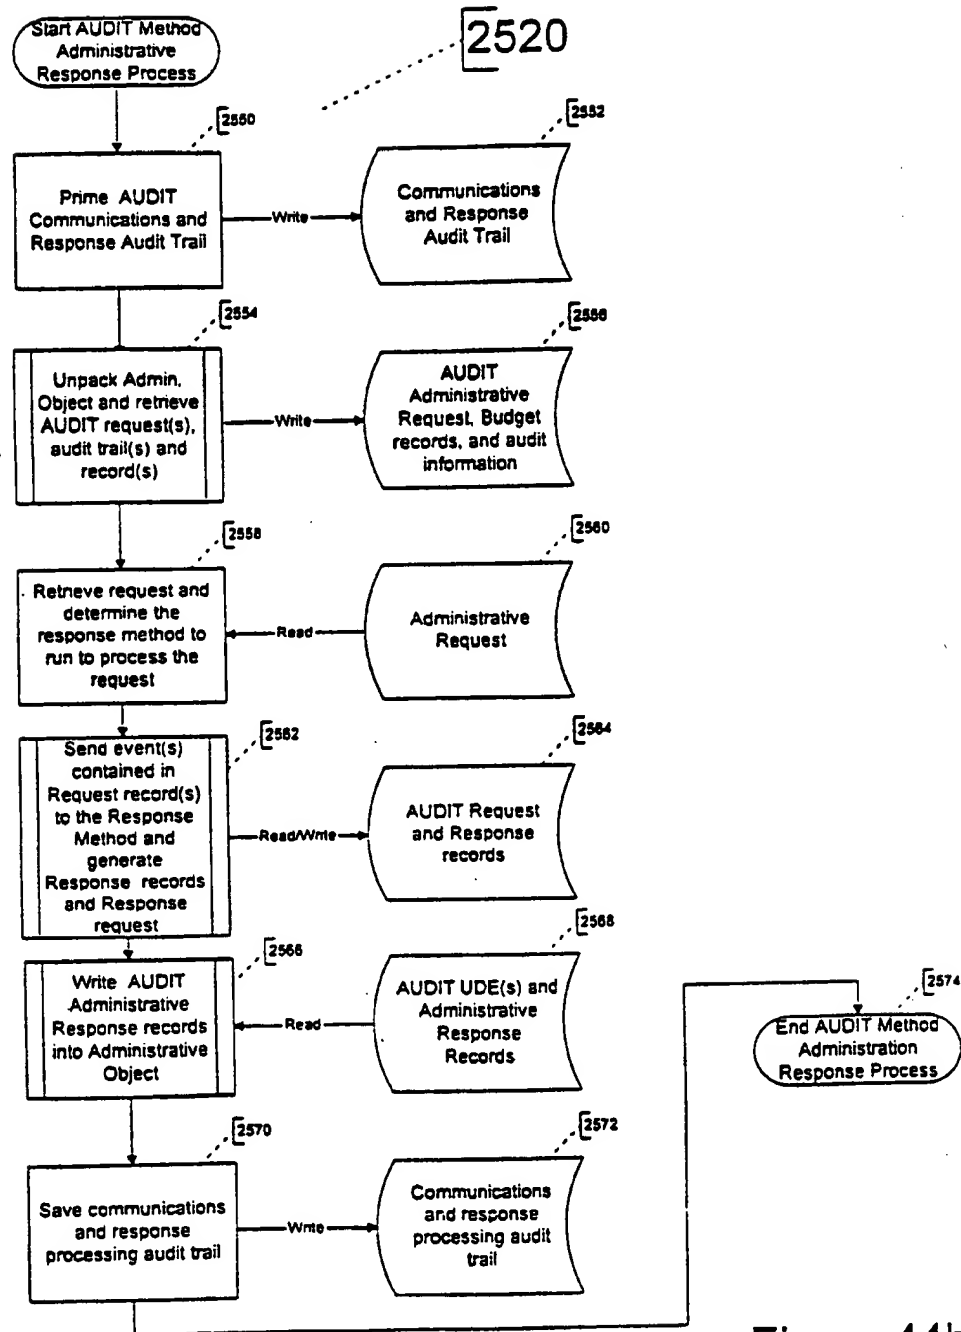 Start AUDIT Method
Administrative
Response Process
2520
2550
Prime AUDIT
Communications and
Response Audit Trail
Write
2552
Communications
and Response
Audit Trail
2554
Unpack Admin.
Object and retrieve
AUDIT request(s),
audit trail(s) and
record(s)
Write
2556
AUDIT
Administrative
Request, Budget
records, and audit
information
2558
Retrieve request and
determine the
response method to
run to process the
request
Read
2560
Administrative
Request
2562
Send event(s)
contained in
Request record(s)
to the Response
Method and
generate
Response records
and Response
request
Read/Write
2564
AUDIT Request
and Response
records
2566
Write AUDIT
Administrative
Response records
into Administrative
Object
Read
2568
AUDIT UDE(s) and
Administrative
Response
Records
2570
Save communications
and response
processing audit trail
Write
2572
Communications
and response
processing audit
trail
2574
End AUDIT Method
Administration
Response Process